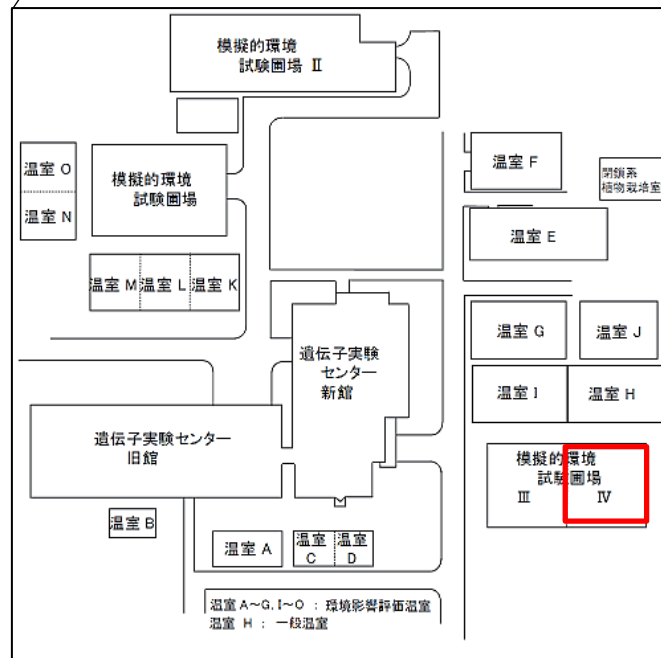 模擬的環境
試験圃場 Ⅱ
温室 O
温室 N
模擬的環境
試験圃場
温室 F
閉鎖系
植物栽培室
温室 E
温室 M
温室 L
温室 K
遺伝子実験
センター
新館
温室 G
温室 J
温室 I
温室 H
遺伝子実験センター
旧館
模擬的環境
試験圃場
Ⅲ
Ⅳ
温室 B
温室 A
温室
C
温室
D
温室 A~G,I~O : 環境影響評価温室
温室 H : 一般温室